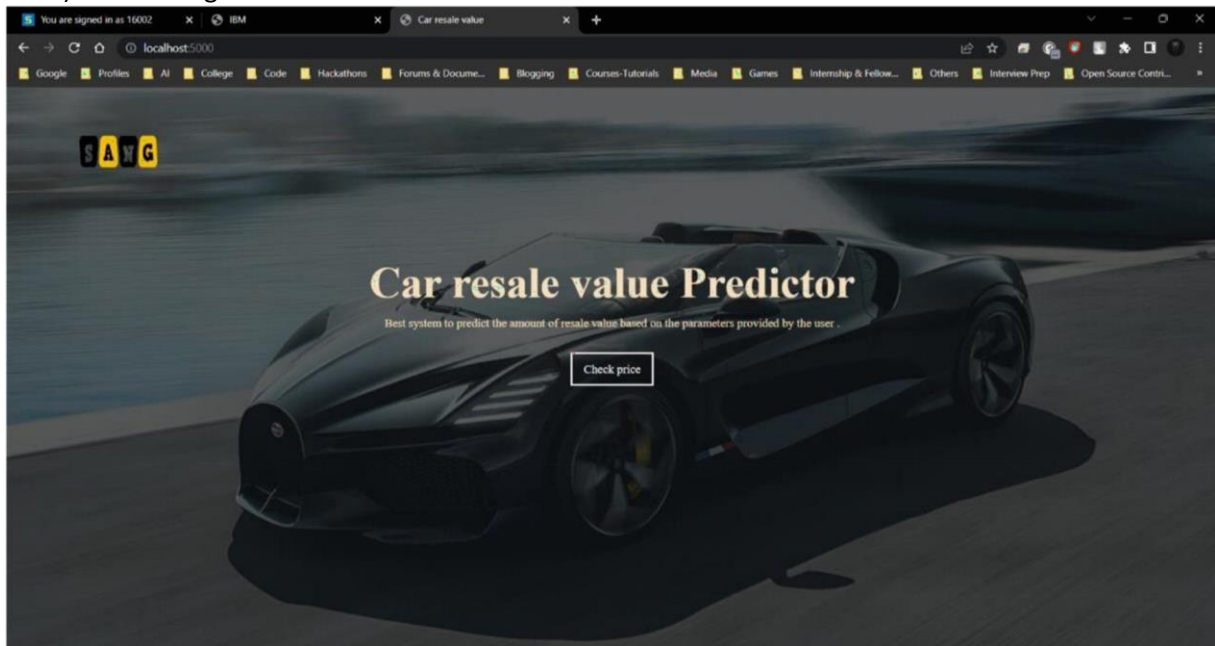 You are signed in as 16002
IBM
Car resale value
localhost:5000
Google Profiles AI College Code Hackathons Forums & Docume... Blogging Courses-Tutorials Media Games Internship & Fellow... Others Interview Prep Open Source Contri... »
SANG
Car resale value Predictor
Best system to predict the amount of resale value based on the parameters provided by the user .
Check price